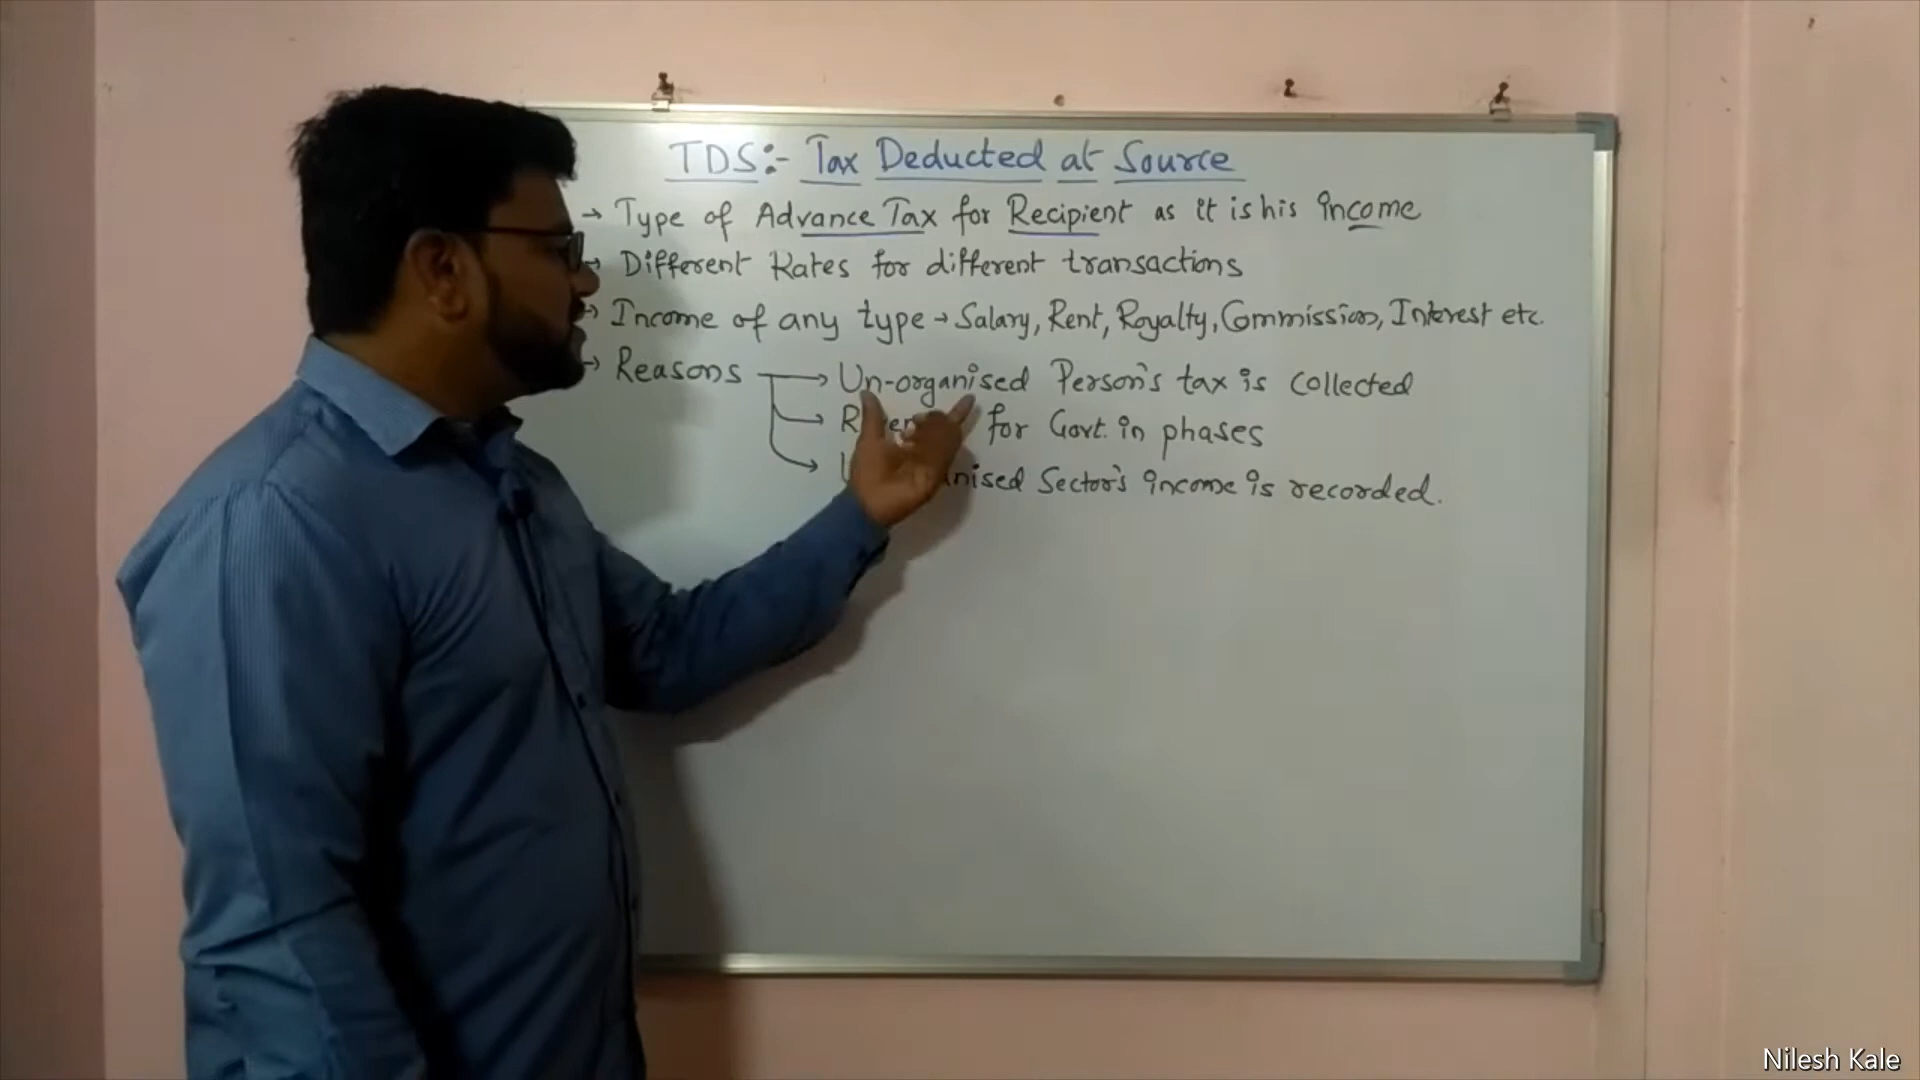 TDS:- Tax Deducted at Source
→ Type of Advance Tax for Recipient as it is his income
→ Different Rates for different transactions
→ Income of any type → Salary, Rent, Royalty, Commission, Interest etc.
→ Reasons → Un-organised Person's tax is collected
→ for Govt. in phases
→ Sector's income is recorded.
Nilesh Kale